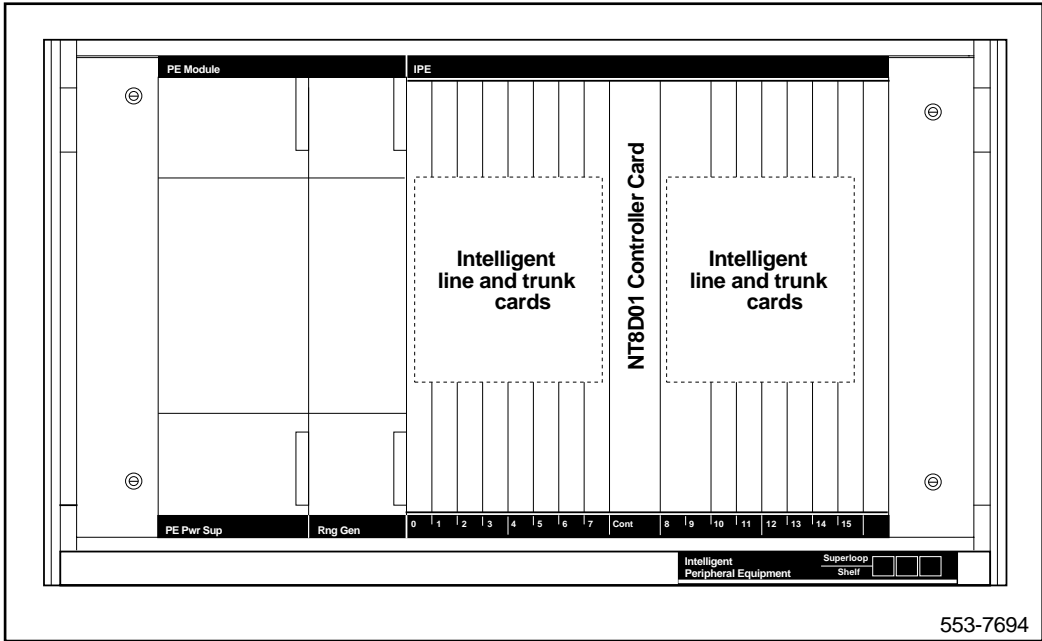 PE Module
IPE
Intelligent
line and trunk
cards
NT8D01 Controller Card
Intelligent
line and trunk
cards
PE Pwr Sup
Rng Gen
0 1 2 3 4 5 6 7 Cont 8 9 10 11 12 13 14 15
Intelligent
Peripheral Equipment
Superloop
Shelf
553-7694